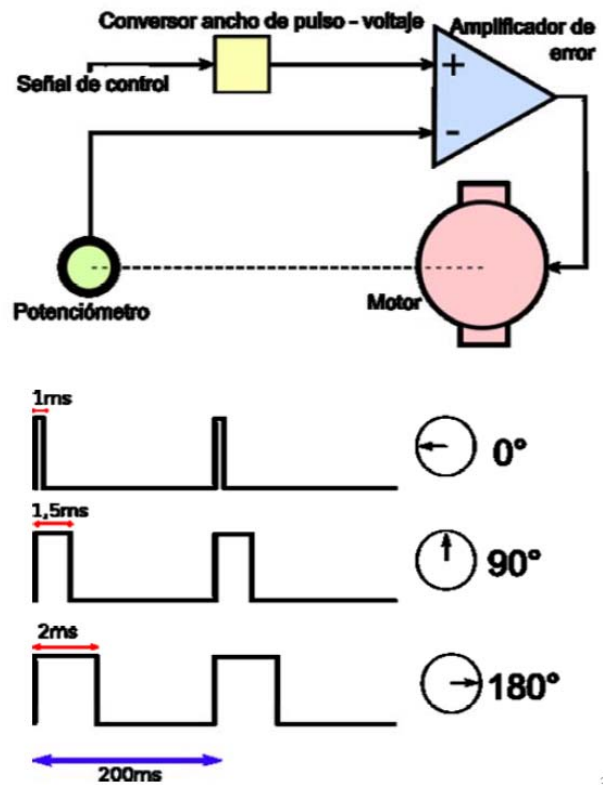 Conversor ancho de pulso - voltaje
Amplificador de
error
Señal de control
+
-
Potenciómetro
Motor
1ms
0°
1,5ms
90°
2ms
180°
200ms